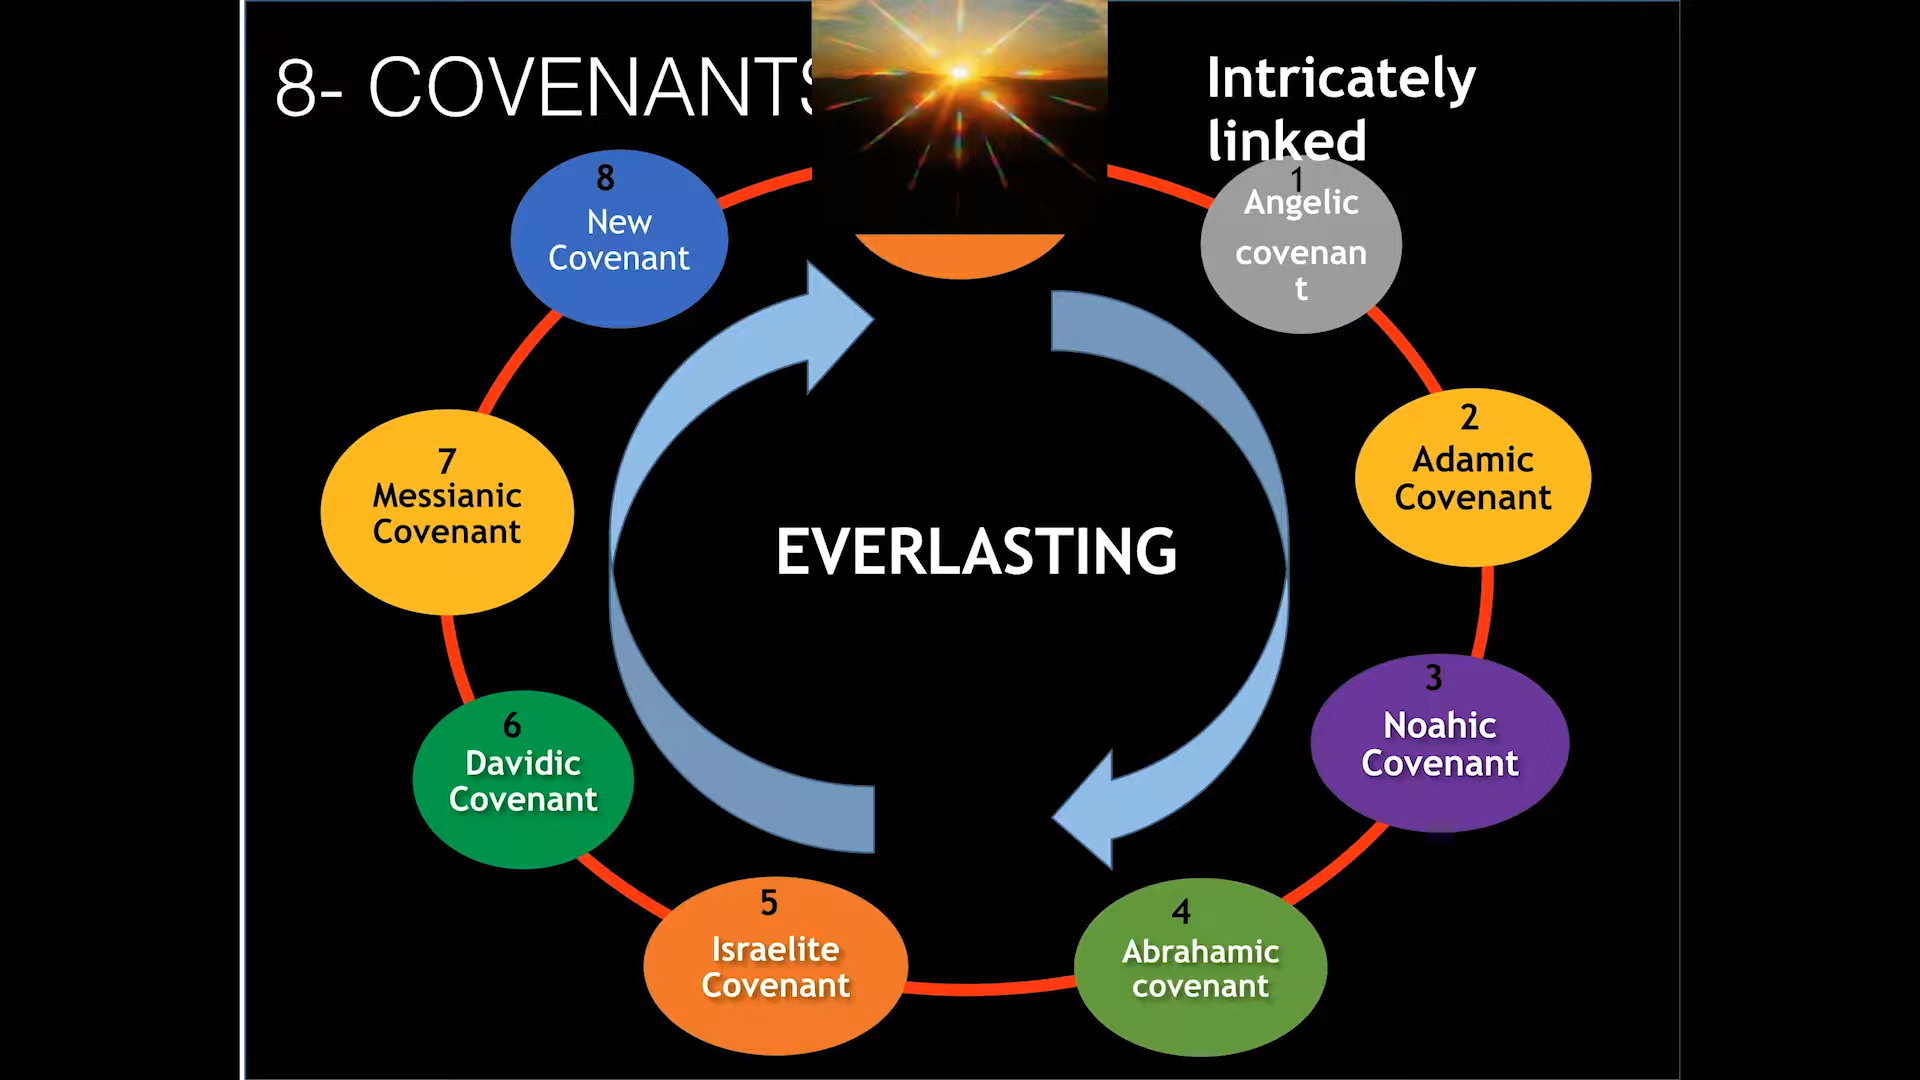 8- COVENANTS
Intricately
linked
1
Angelic
covenan
t
2
Adamic
Covenant
3
Noahic
Covenant
4
Abrahamic
covenant
5
Israelite
Covenant
6
Davidic
Covenant
7
Messianic
Covenant
8
New
Covenant
EVERLASTING